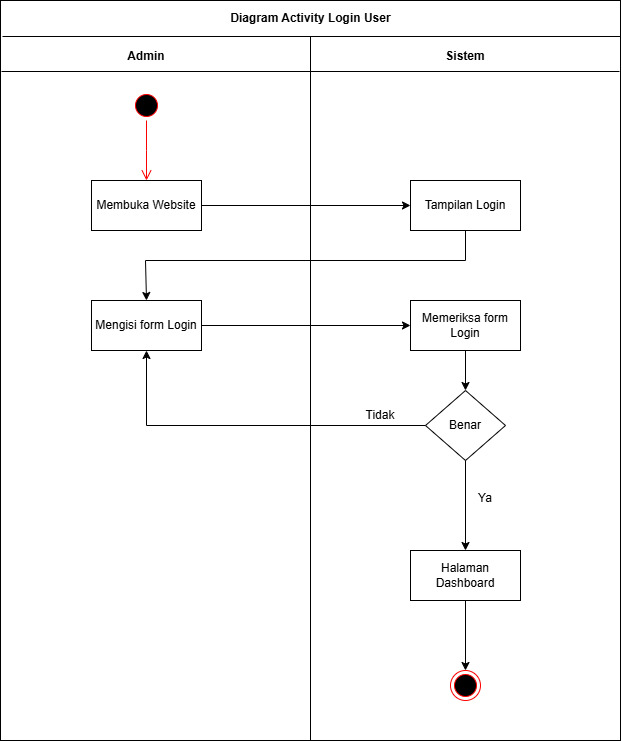 Diagram Activity Login User
Admin
Sistem
Membuka Website
Tampilan Login
Mengisi form Login
Memeriksa form
Login
Tidak
Benar
Ya
Halaman
Dashboard